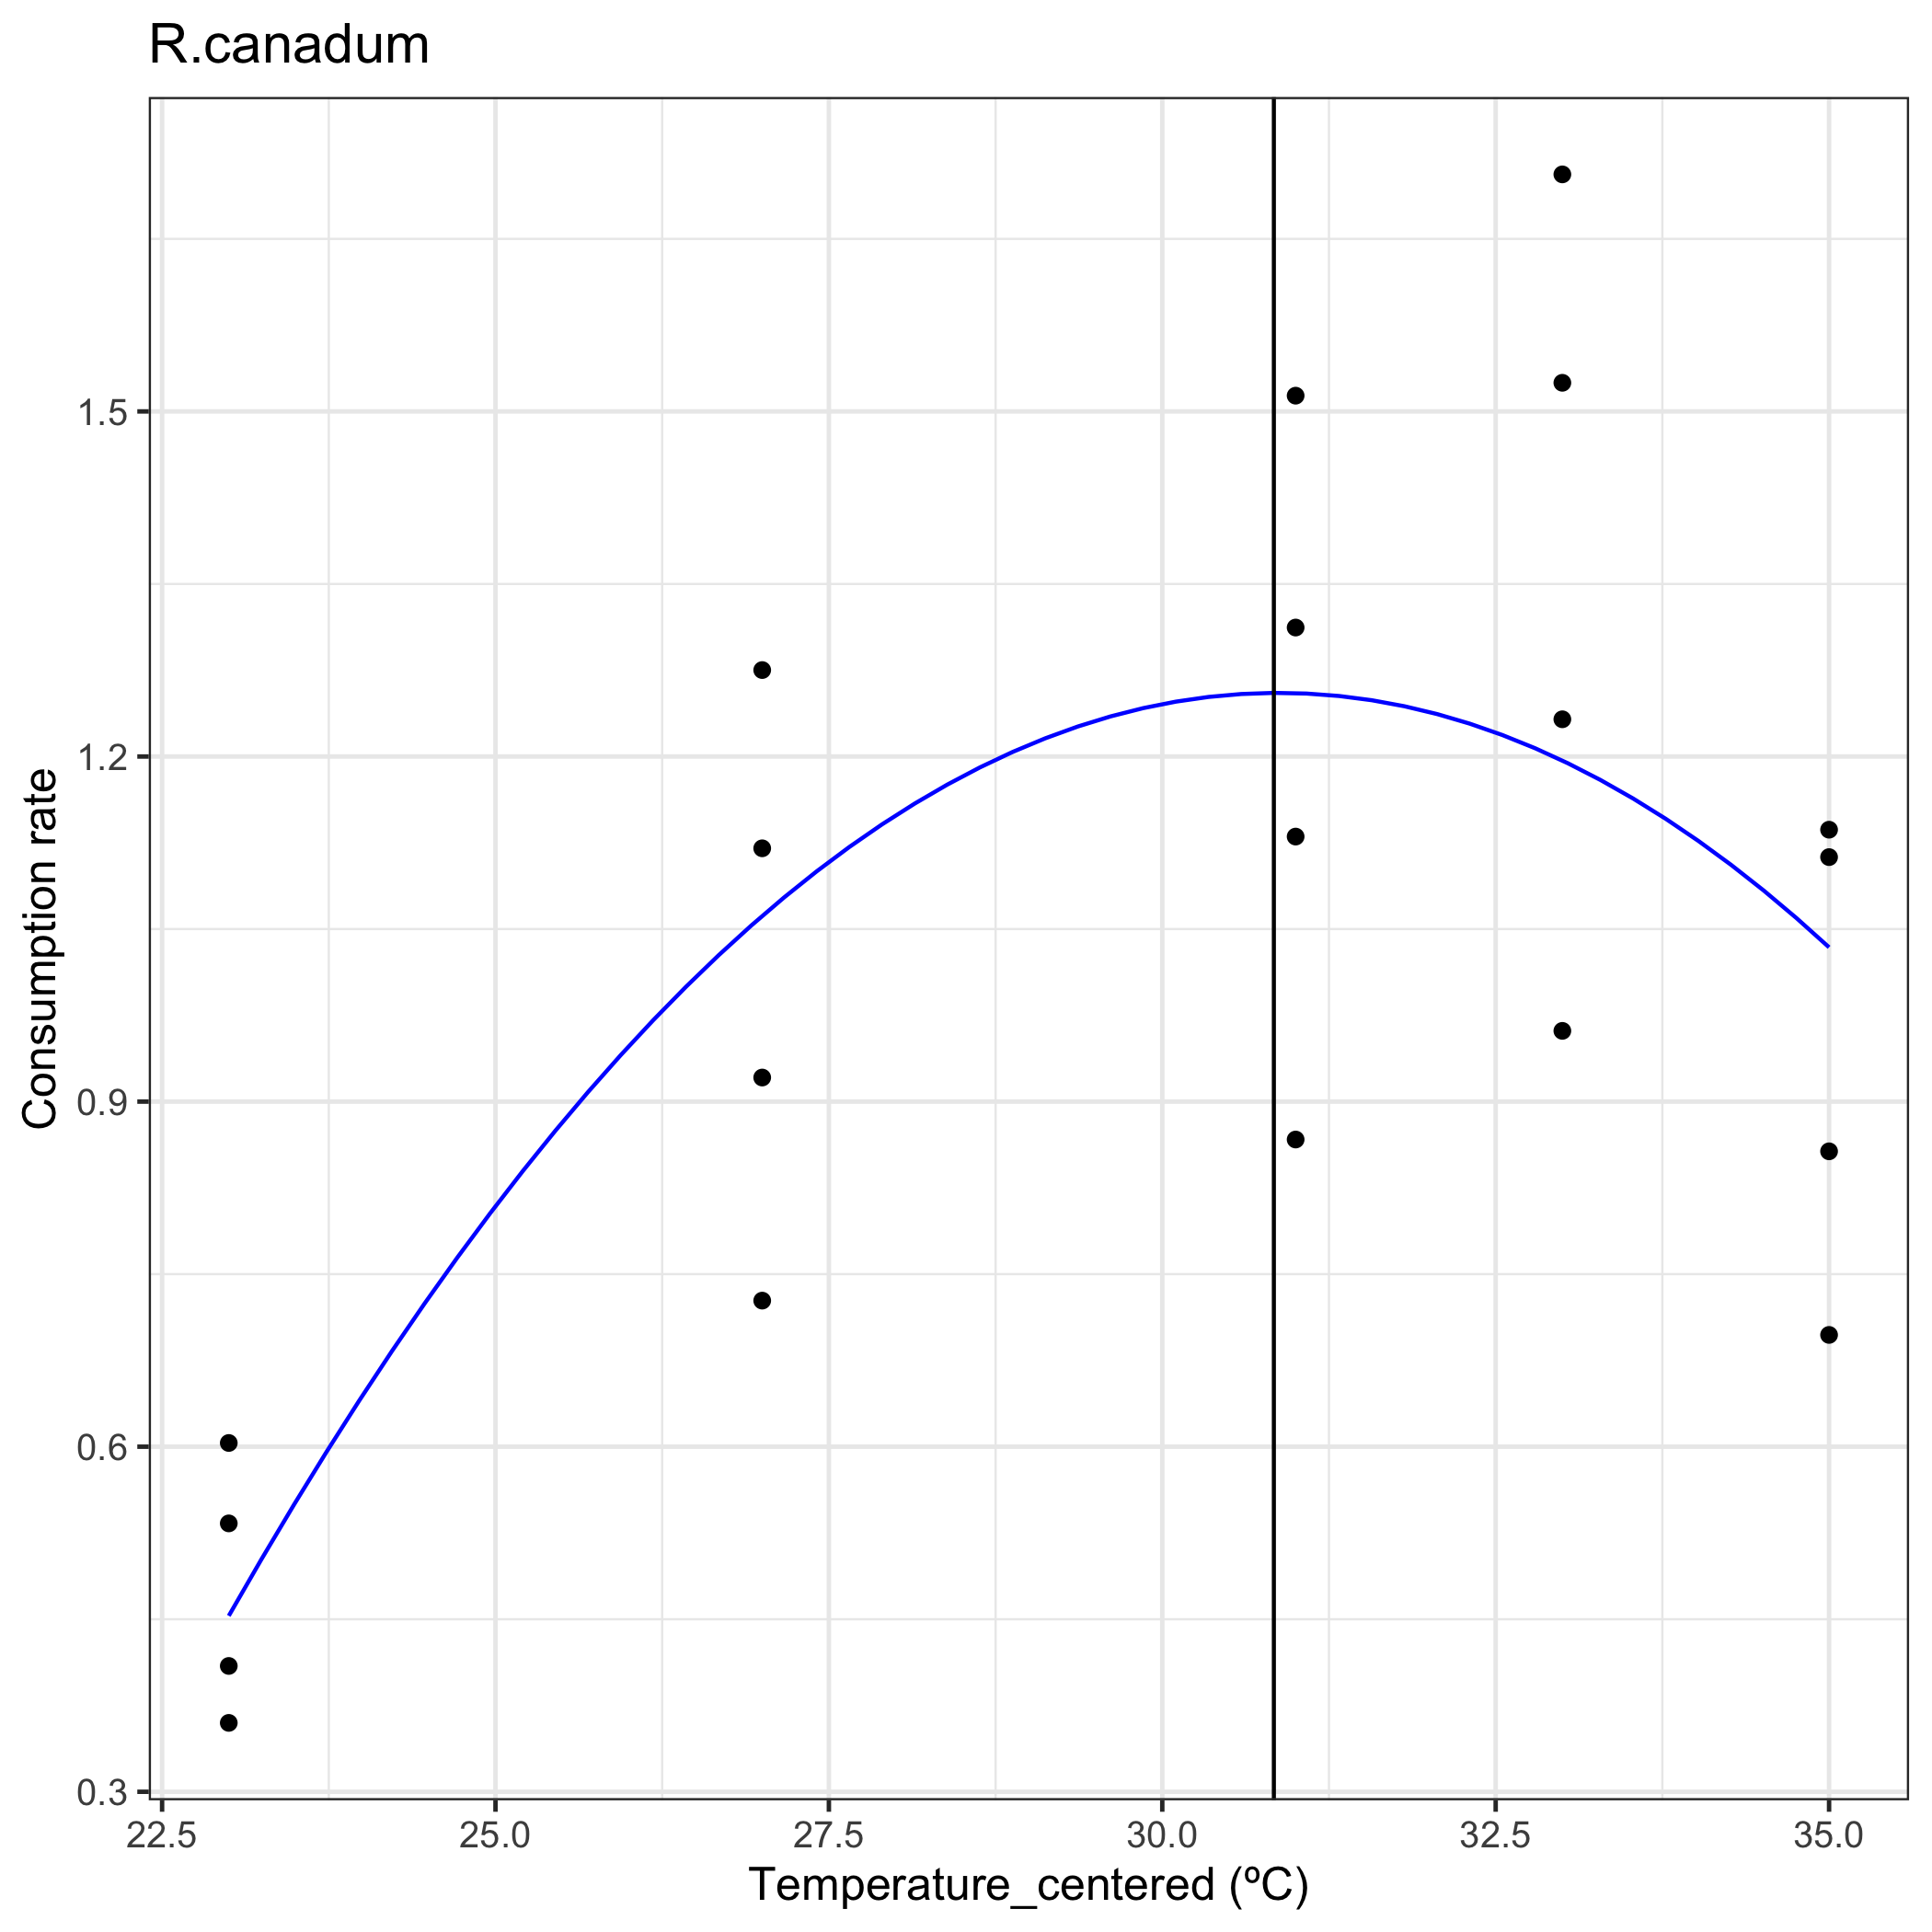 R.canadum
Consumption rate
1.5
1.2
0.9
0.6
0.3
22.5 25.0 27.5 30.0 32.5 35.0
Temperature_centered (ºC)